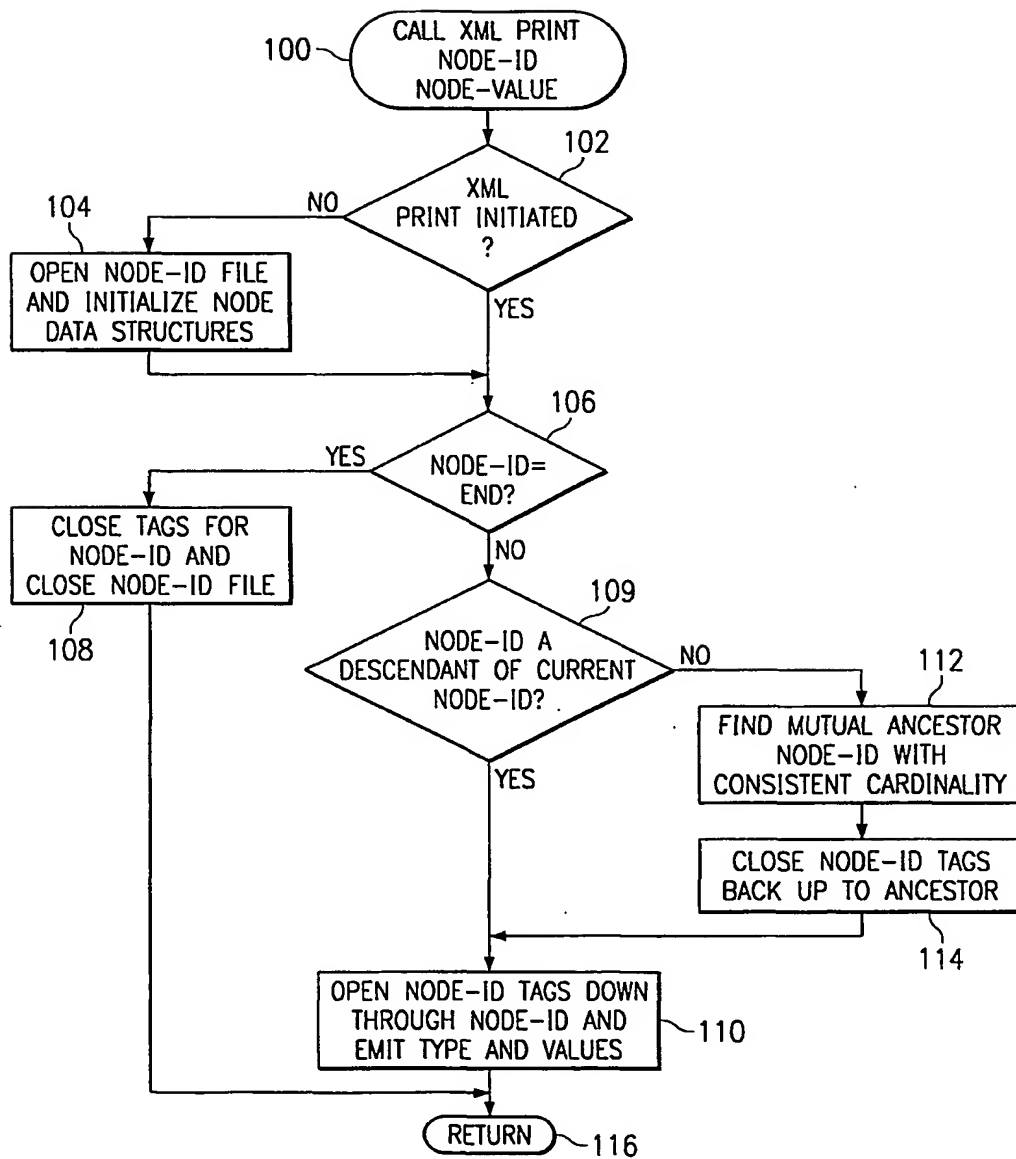 CALL XML PRINT
NODE-ID
NODE-VALUE
100
102
XML
PRINT INITIATED
?
NO
YES
104
OPEN NODE-ID FILE
AND INITIALIZE NODE
DATA STRUCTURES
106
NODE-ID=
END?
YES
NO
CLOSE TAGS FOR
NODE-ID AND
CLOSE NODE-ID FILE
108
109
NODE-ID A
DESCENDANT OF CURRENT
NODE-ID?
NO
YES
112
FIND MUTUAL ANCESTOR
NODE-ID WITH
CONSISTENT CARDINALITY
CLOSE NODE-ID TAGS
BACK UP TO ANCESTOR
114
OPEN NODE-ID TAGS DOWN
THROUGH NODE-ID AND
EMIT TYPE AND VALUES
110
RETURN
116